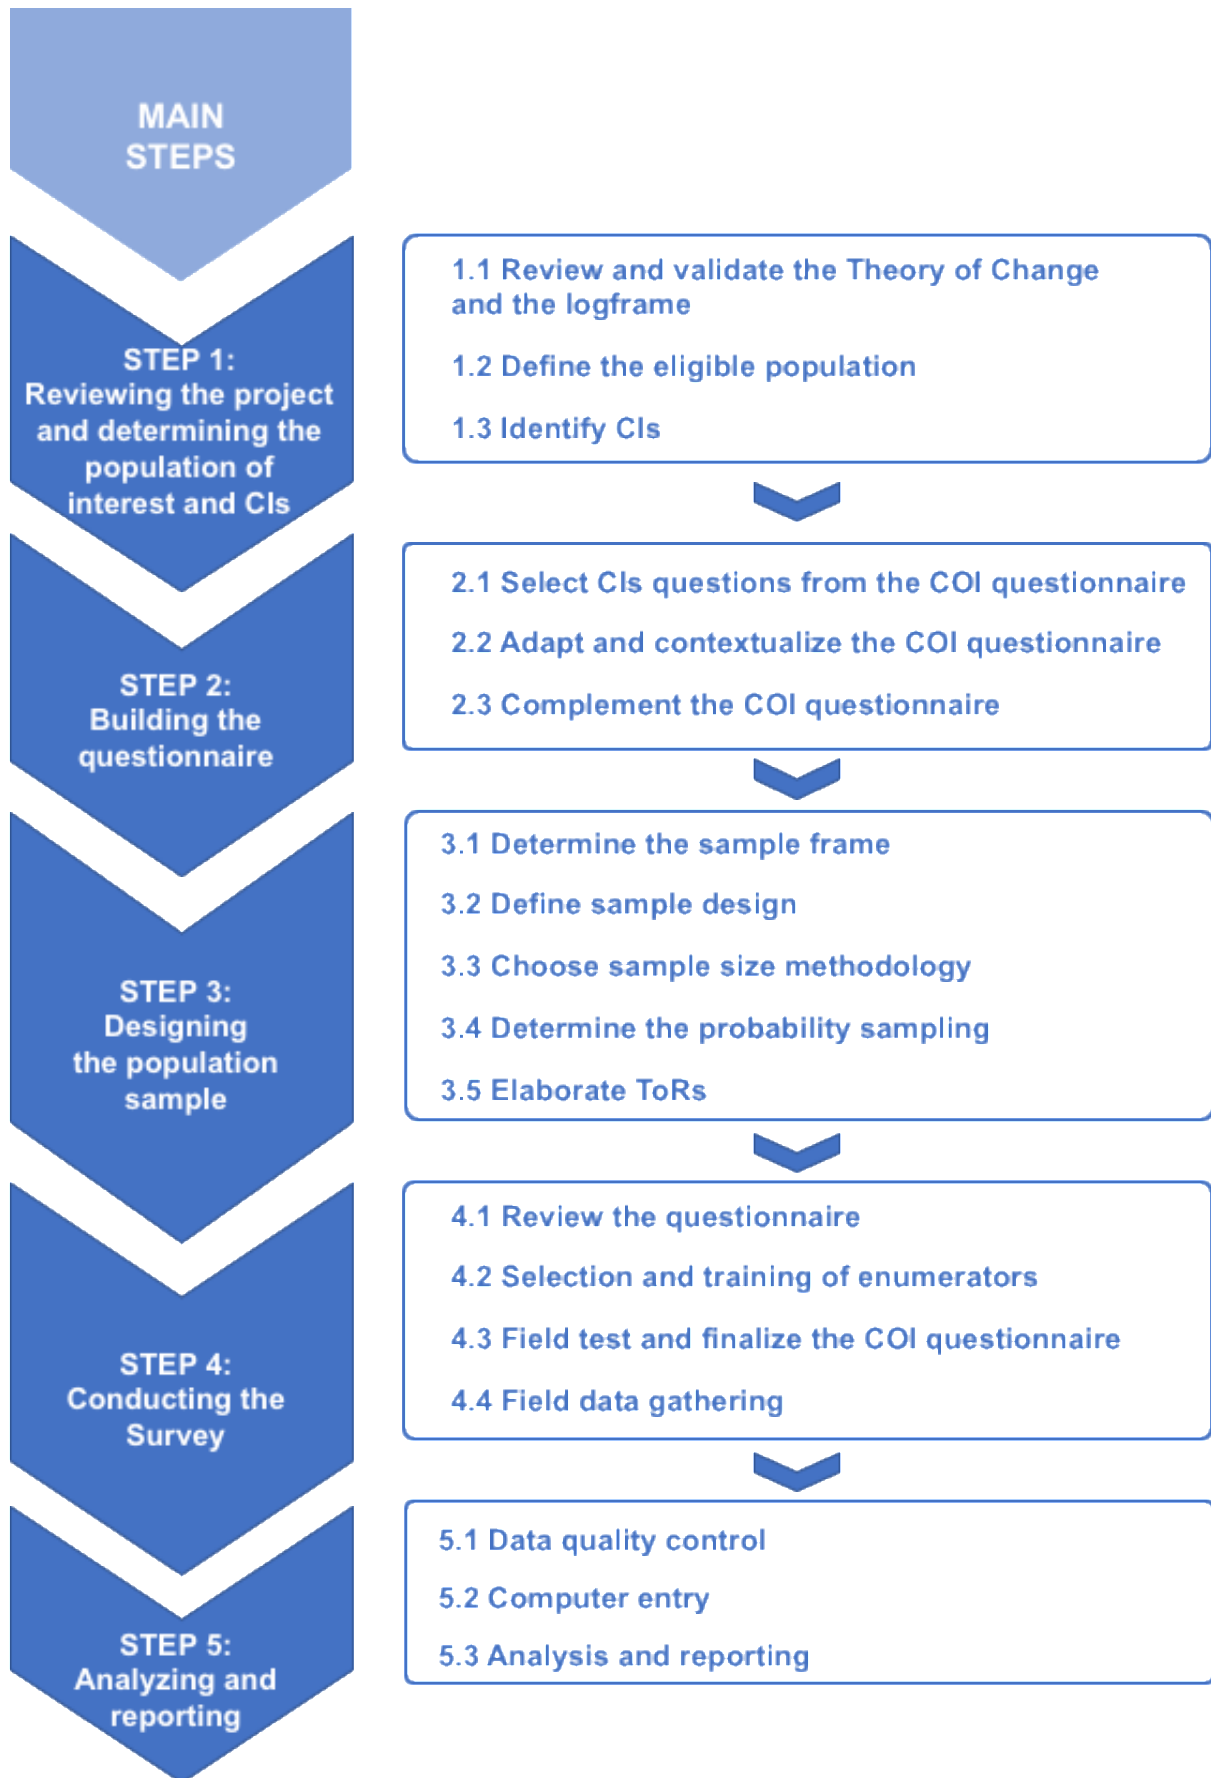 MAIN
STEPS
STEP 1:
Reviewing the project
and determining the
population of
interest and CIs
1.1 Review and validate the Theory of Change
and the logframe
1.2 Define the eligible population
1.3 Identify CIs
STEP 2:
Building the
questionnaire
2.1 Select CIs questions from the COI questionnaire
2.2 Adapt and contextualize the COI questionnaire
2.3 Complement the COI questionnaire
STEP 3:
Designing
the population
sample
3.1 Determine the sample frame
3.2 Define sample design
3.3 Choose sample size methodology
3.4 Determine the probability sampling
3.5 Elaborate ToRs
STEP 4:
Conducting the
Survey
4.1 Review the questionnaire
4.2 Selection and training of enumerators
4.3 Field test and finalize the COI questionnaire
4.4 Field data gathering
STEP 5:
Analyzing and
reporting
5.1 Data quality control
5.2 Computer entry
5.3 Analysis and reporting